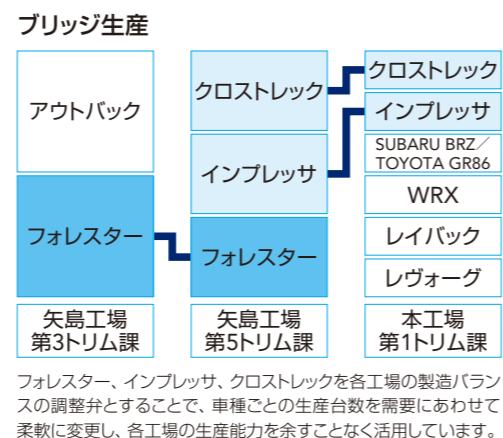 ブリッジ生産
アウトバック
フォレスター
矢島工場
第3トリム課
クロストレック
インプレッサ
フォレスター
矢島工場
第5トリム課
クロストレック
インプレッサ
SUBARU BRZ／
TOYOTA GR86
WRX
レイバック
レヴォーグ
本工場
第1トリム課
フォレスター、インプレッサ、クロストレックを各工場の製造バラン
スの調整弁とすることで、車種ごとの生産台数を需要にあわせて
柔軟に変更し、各工場の生産能力を余すことなく活用しています。